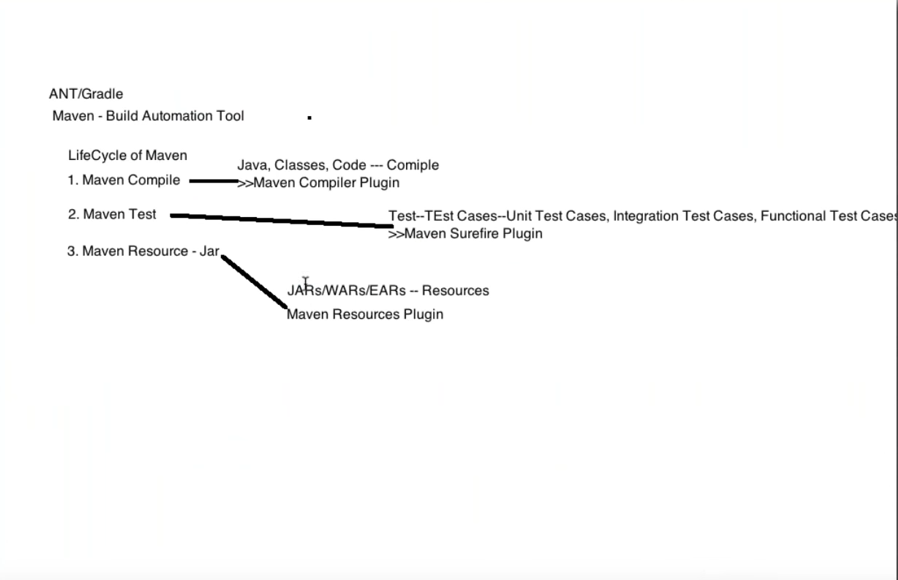 ANT/Gradle
Maven - Build Automation Tool
LifeCycle of Maven
Java, Classes, Code --- Comiple
1. Maven Compile
>>Maven Compiler Plugin
2. Maven Test
Test--TEst Cases--Unit Test Cases, Integration Test Cases, Functional Test Cases
>>Maven Surefire Plugin
3. Maven Resource - Jar
JARs/WARs/EARs -- Resources
Maven Resources Plugin